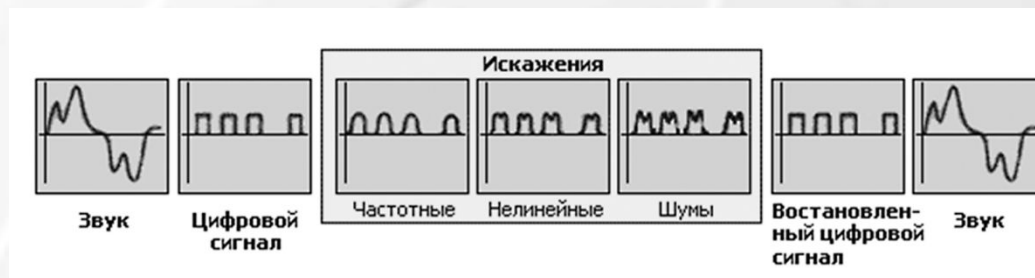 Искажения
Звук
Цифровой
сигнал
Частотные
Нелинейные
Шумы
Востановлен-
ный цифровой
сигнал
Звук